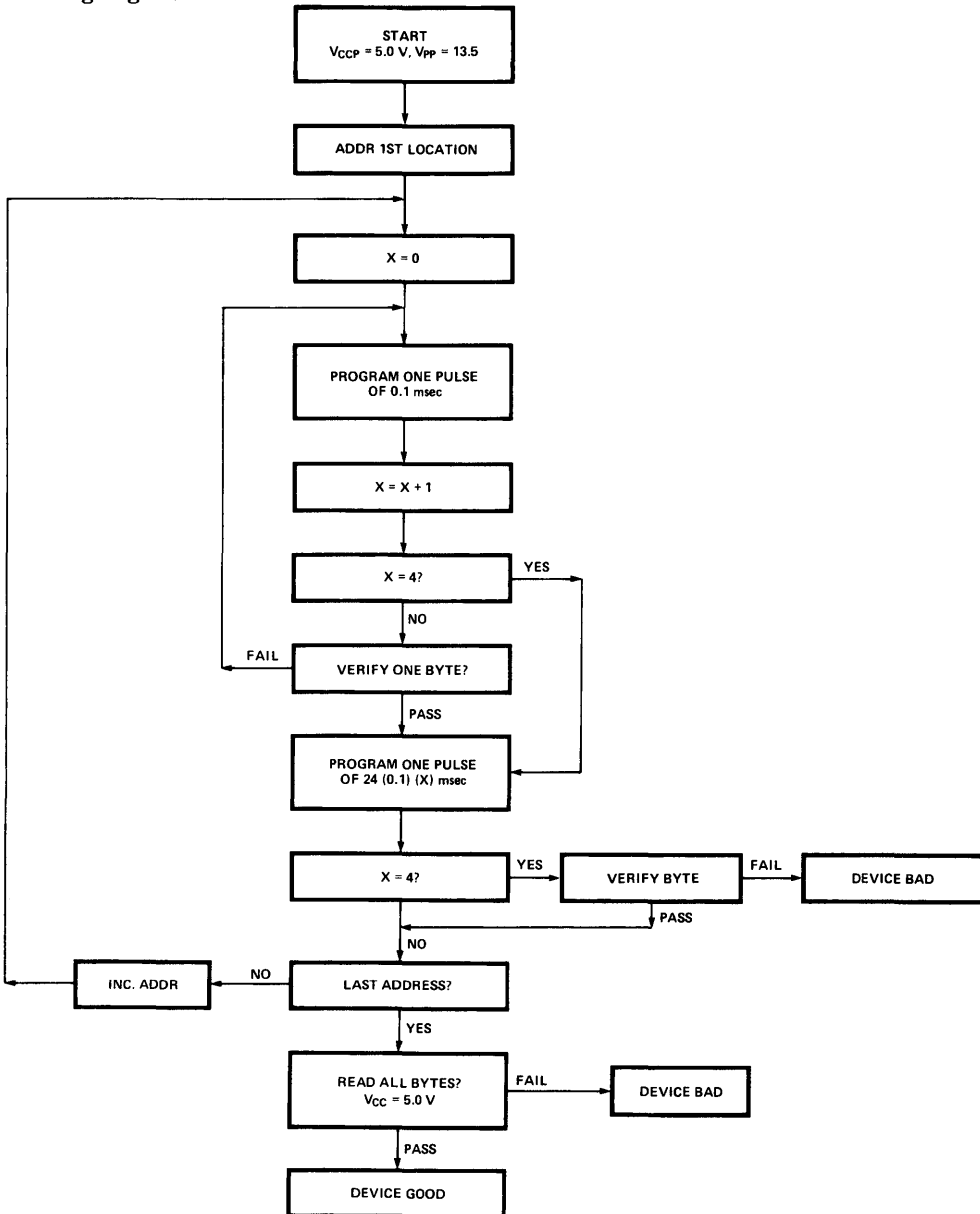 START
VCCP = 5.0 V, VPP = 13.5
ADDR 1ST LOCATION
X = 0
PROGRAM ONE PULSE
OF 0.1 msec
X = X + 1
X = 4?
YES
NO
FAIL
VERIFY ONE BYTE?
PASS
PROGRAM ONE PULSE
OF 24 (0.1) (X) msec
X = 4?
YES
VERIFY BYTE
FAIL
DEVICE BAD
PASS
NO
INC. ADDR
NO
LAST ADDRESS?
YES
READ ALL BYTES?
VCC = 5.0 V
FAIL
DEVICE BAD
PASS
DEVICE GOOD